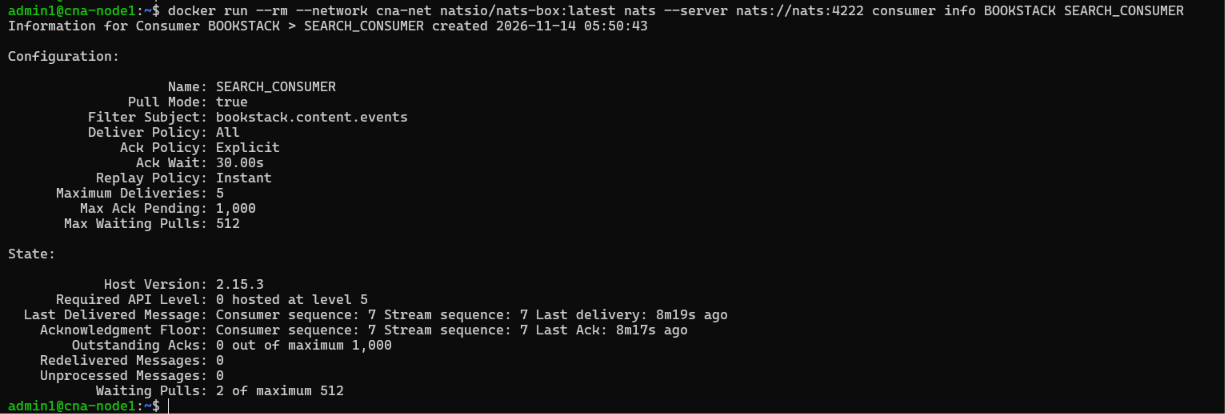 admin1@cna-node1:~$ docker run --rm --network cna-net natsio/nats-box:latest nats --server nats://nats:4222 consumer info BOOKSTACK SEARCH_CONSUMER
Information for Consumer BOOKSTACK > SEARCH_CONSUMER created 2026-11-14 05:50:43
Configuration:
Name: SEARCH_CONSUMER
Pull Mode: true
Filter Subject: bookstack.content.events
Deliver Policy: All
Ack Policy: Explicit
Ack Wait: 30.00s
Replay Policy: Instant
Maximum Deliveries: 5
Max Ack Pending: 1,000
Max Waiting Pulls: 512
State:
Host Version: 2.15.3
Required API Level: 0 hosted at level 5
Last Delivered Message: Consumer sequence: 7 Stream sequence: 7 Last delivery: 8m19s ago
Acknowledgment Floor: Consumer sequence: 7 Stream sequence: 7 Last Ack: 8m17s ago
Outstanding Acks: 0 out of maximum 1,000
Redelivered Messages: 0
Unprocessed Messages: 0
Waiting Pulls: 2 of maximum 512
admin1@cna-node1:~$